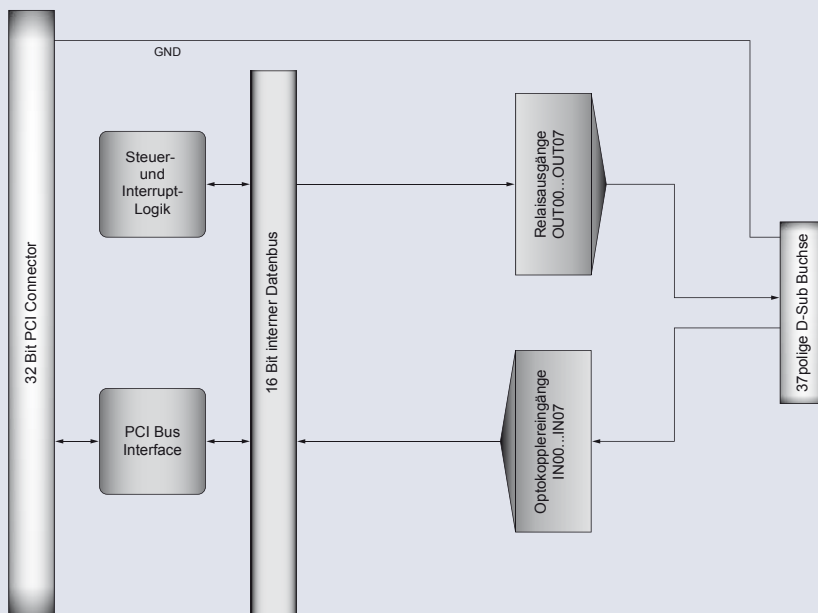 GND
32 Bit PCI Connector
Steuer-
und
Interrupt-
Logik
PCI Bus
Interface
16 Bit interner Datenbus
Relaisausgänge
OUT00...OUT07
Optokopplereingänge
IN00...IN07
37polige D-Sub Buchse